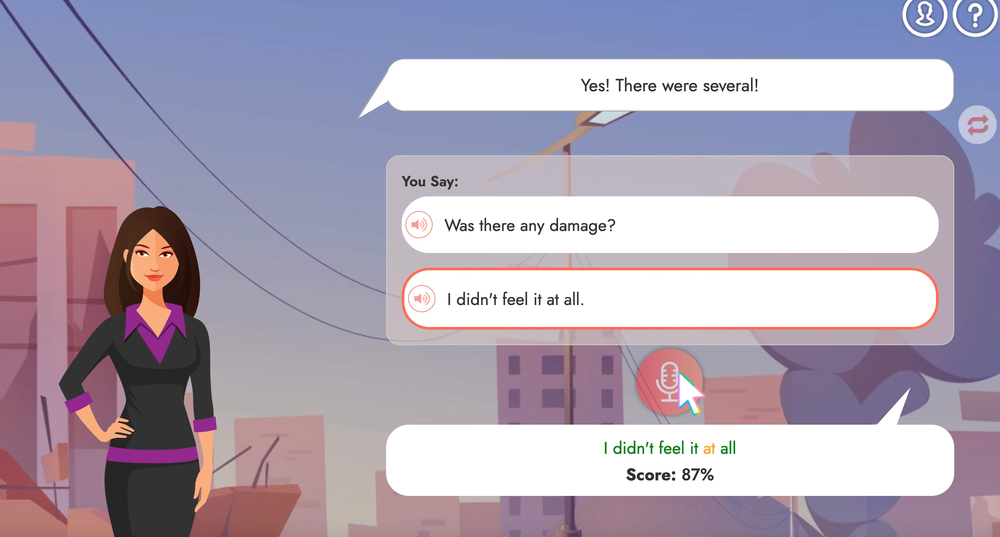 ?
Yes! There were several!
You Say:
Was there any damage?
I didn't feel it at all.
I didn't feel it at all
Score: 87%